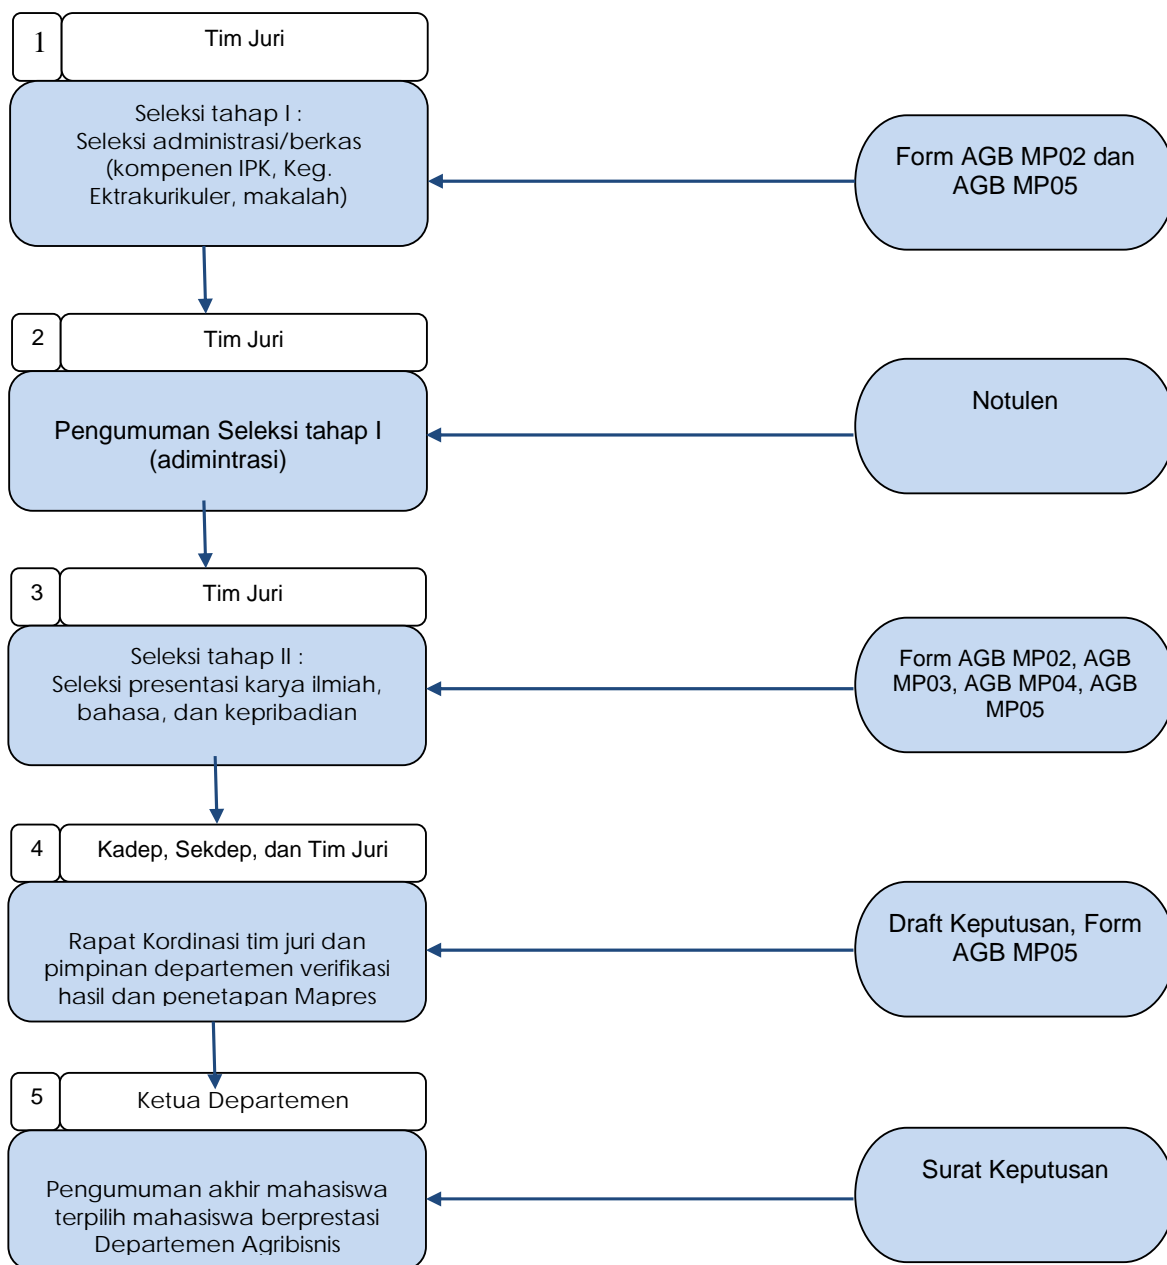 1
Tim Juri
Seleksi tahap I :
Seleksi administrasi/berkas
(kompenen IPK, Keg.
Ektrakurikuler, makalah)
Form AGB MP02 dan
AGB MP05
2
Tim Juri
Pengumuman Seleksi tahap I
(adimintrasi)
Notulen
3
Tim Juri
Seleksi tahap II :
Seleksi presentasi karya ilmiah,
bahasa, dan kepribadian
Form AGB MP02, AGB
MP03, AGB MP04, AGB
MP05
4
Kadep, Sekdep, dan Tim Juri
Rapat Kordinasi tim juri dan
pimpinan departemen verifikasi
hasil dan penetapan Mapres
Draft Keputusan, Form
AGB MP05
5
Ketua Departemen
Pengumuman akhir mahasiswa
terpilih mahasiswa berprestasi
Departemen Agribisnis
Surat Keputusan